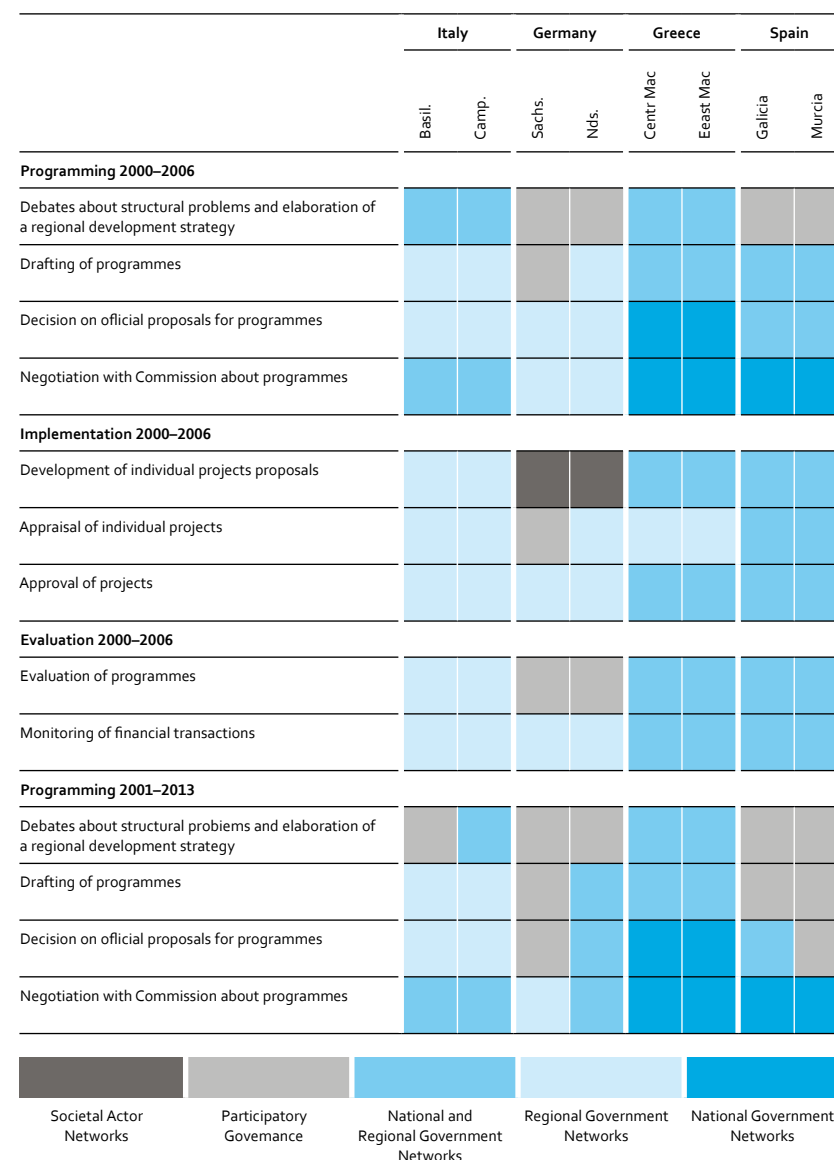 Italy Germany Greece Spain
Basil. Camp. Sachs. Nds. Centr Mac Eeast Mac Galicia Murcia
Programming 2000–2006
Debates about structural problems and elaboration of
a regional development strategy
Drafting of programmes
Decision on oflicial proposals for programmes
Negotiation with Commission about programmes
Implementation 2000–2006
Development of individual projects proposals
Appraisal of individual projects
Approval of projects
Evaluation 2000–2006
Evaluation of programmes
Monitoring of financial transactions
Programming 2001–2013
Debates about structural probiems and elaboration of
a regional development strategy
Drafting of programmes
Decision on oflicial proposals for programmes
Negotiation with Commission about programmes
Societal Actor
Networks
Participatory
Govemance
National and
Regional Government
Networks
Regional Government
Networks
National Government
Networks